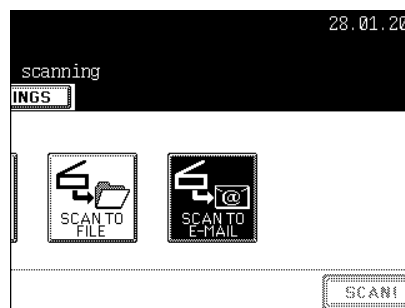 28.01.20
scanning
INGS
SCAN TO
FILE
SCAN TO
E-MAIL
SCAN